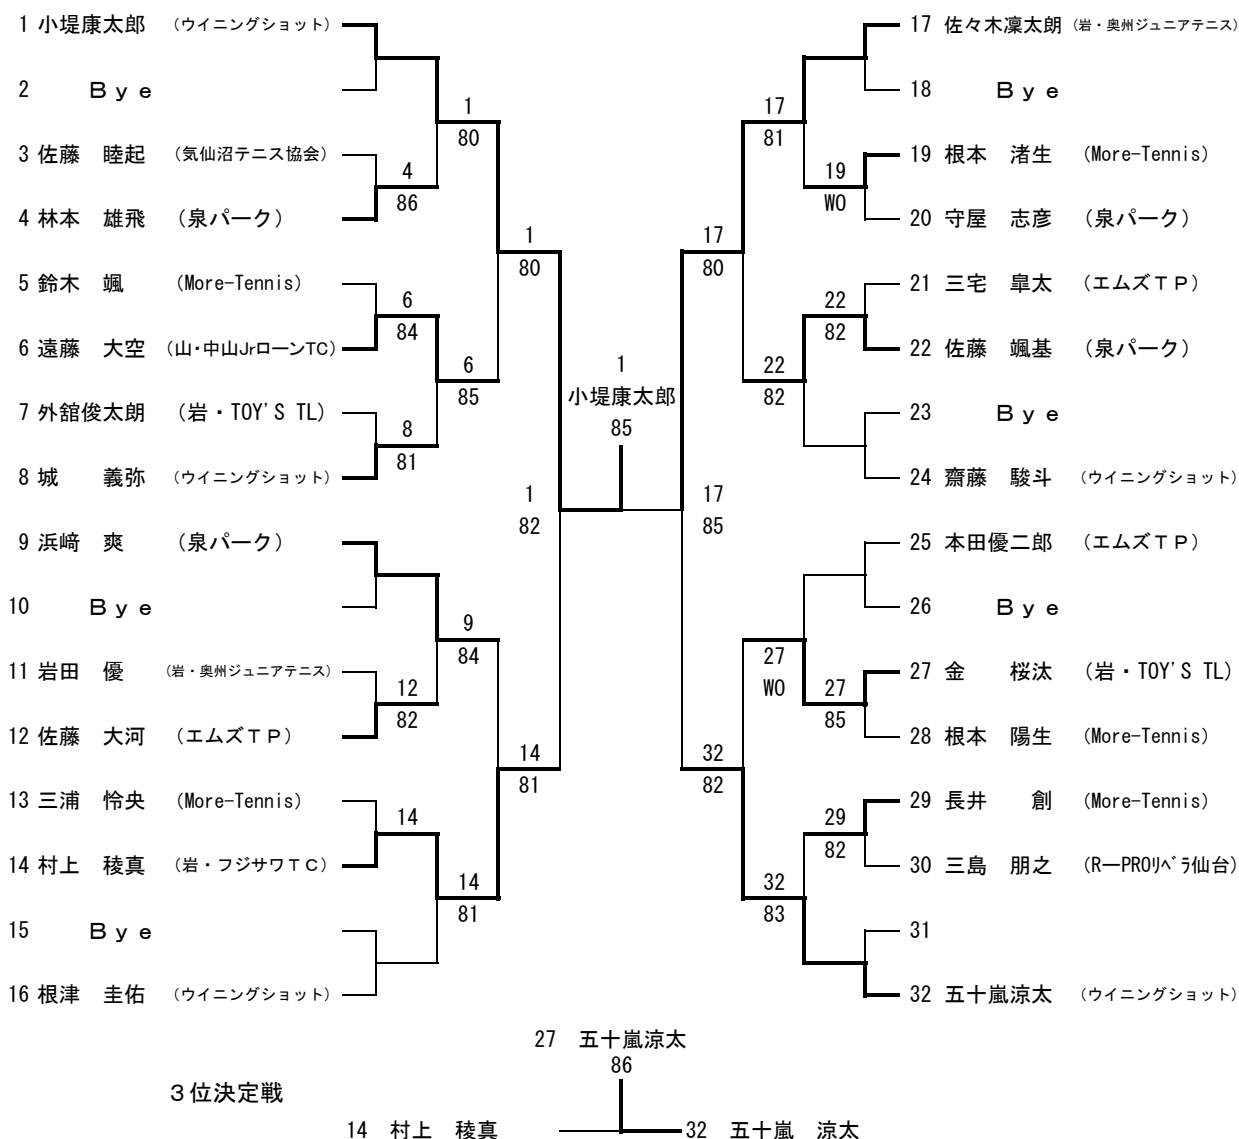 1 小堤康太郎 (ウイニングショット)
2 Ｂｙｅ
3 佐藤 睦起 (気仙沼テニス協会)
4 林本 雄飛 (泉パーク)
5 鈴木 颯 (More-Tennis)
6 遠藤 大空 (山・中山JrローンTC)
7 外舘俊太朗 (岩・TOY'S TL)
8 城 義弥 (ウイニングショット)
9 浜﨑 爽 (泉パーク)
10 Ｂｙｅ
11 岩田 優 (岩・奥州ジュニアテニス)
12 佐藤 大河 (エムズＴＰ)
13 三浦 怜央 (More-Tennis)
14 村上 稜真 (岩・フジサワＴＣ)
15 Ｂｙｅ
16 根津 圭佑 (ウイニングショット)
4
86
6
84
8
81
12
82
14
1
80
6
85
9
84
14
81
1
80
14
81
1
82
1
小堤康太郎
85
17
85
17
80
32
82
17
81
22
82
27
WO
32
83
19
WO
22
82
27
85
29
82
17 佐々木凜太朗 (岩・奥州ジュニアテニス)
18 Ｂｙｅ
19 根本 渚生 (More-Tennis)
20 守屋 志彦 (泉パーク)
21 三宅 皐太 (エムズＴＰ)
22 佐藤 颯基 (泉パーク)
23 Ｂｙｅ
24 齋藤 駿斗 (ウイニングショット)
25 本田優二郎 (エムズＴＰ)
26 Ｂｙｅ
27 金 桜汰 (岩・TOY'S TL)
28 根本 陽生 (More-Tennis)
29 長井 創 (More-Tennis)
30 三島 朋之 (R―PROﾘﾍﾞﾗ仙台)
31
32 五十嵐涼太 (ウイニングショット)
27 五十嵐涼太
86
３位決定戦
14 村上 稜真
32 五十嵐 涼太